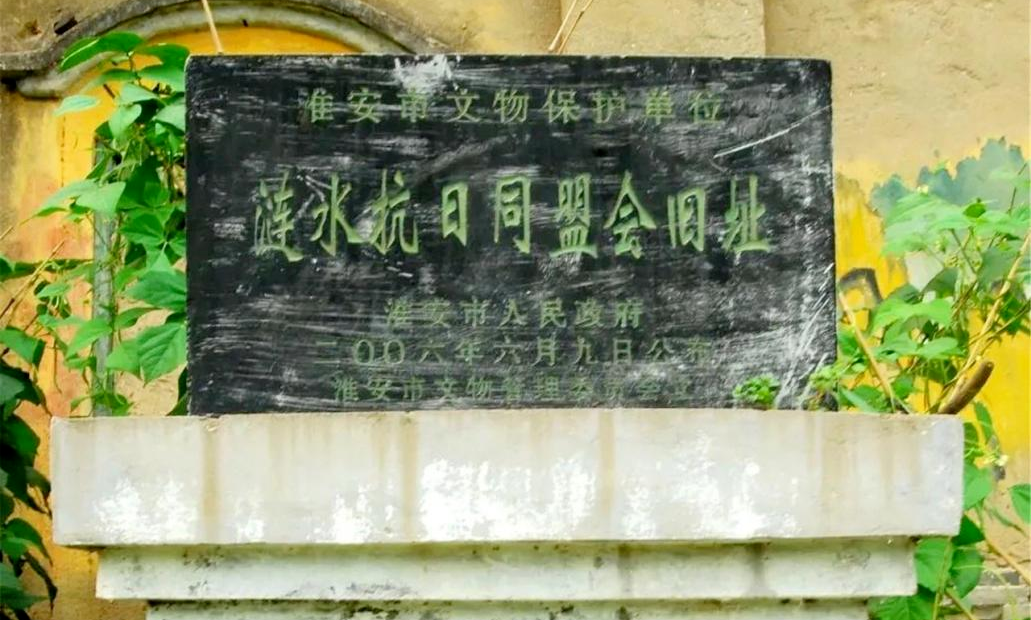 淮安市文物保护单位
涟水抗日同盟会旧址
淮安市人民政府
二〇〇六年六月九日公布
淮安市文物管理委员会立